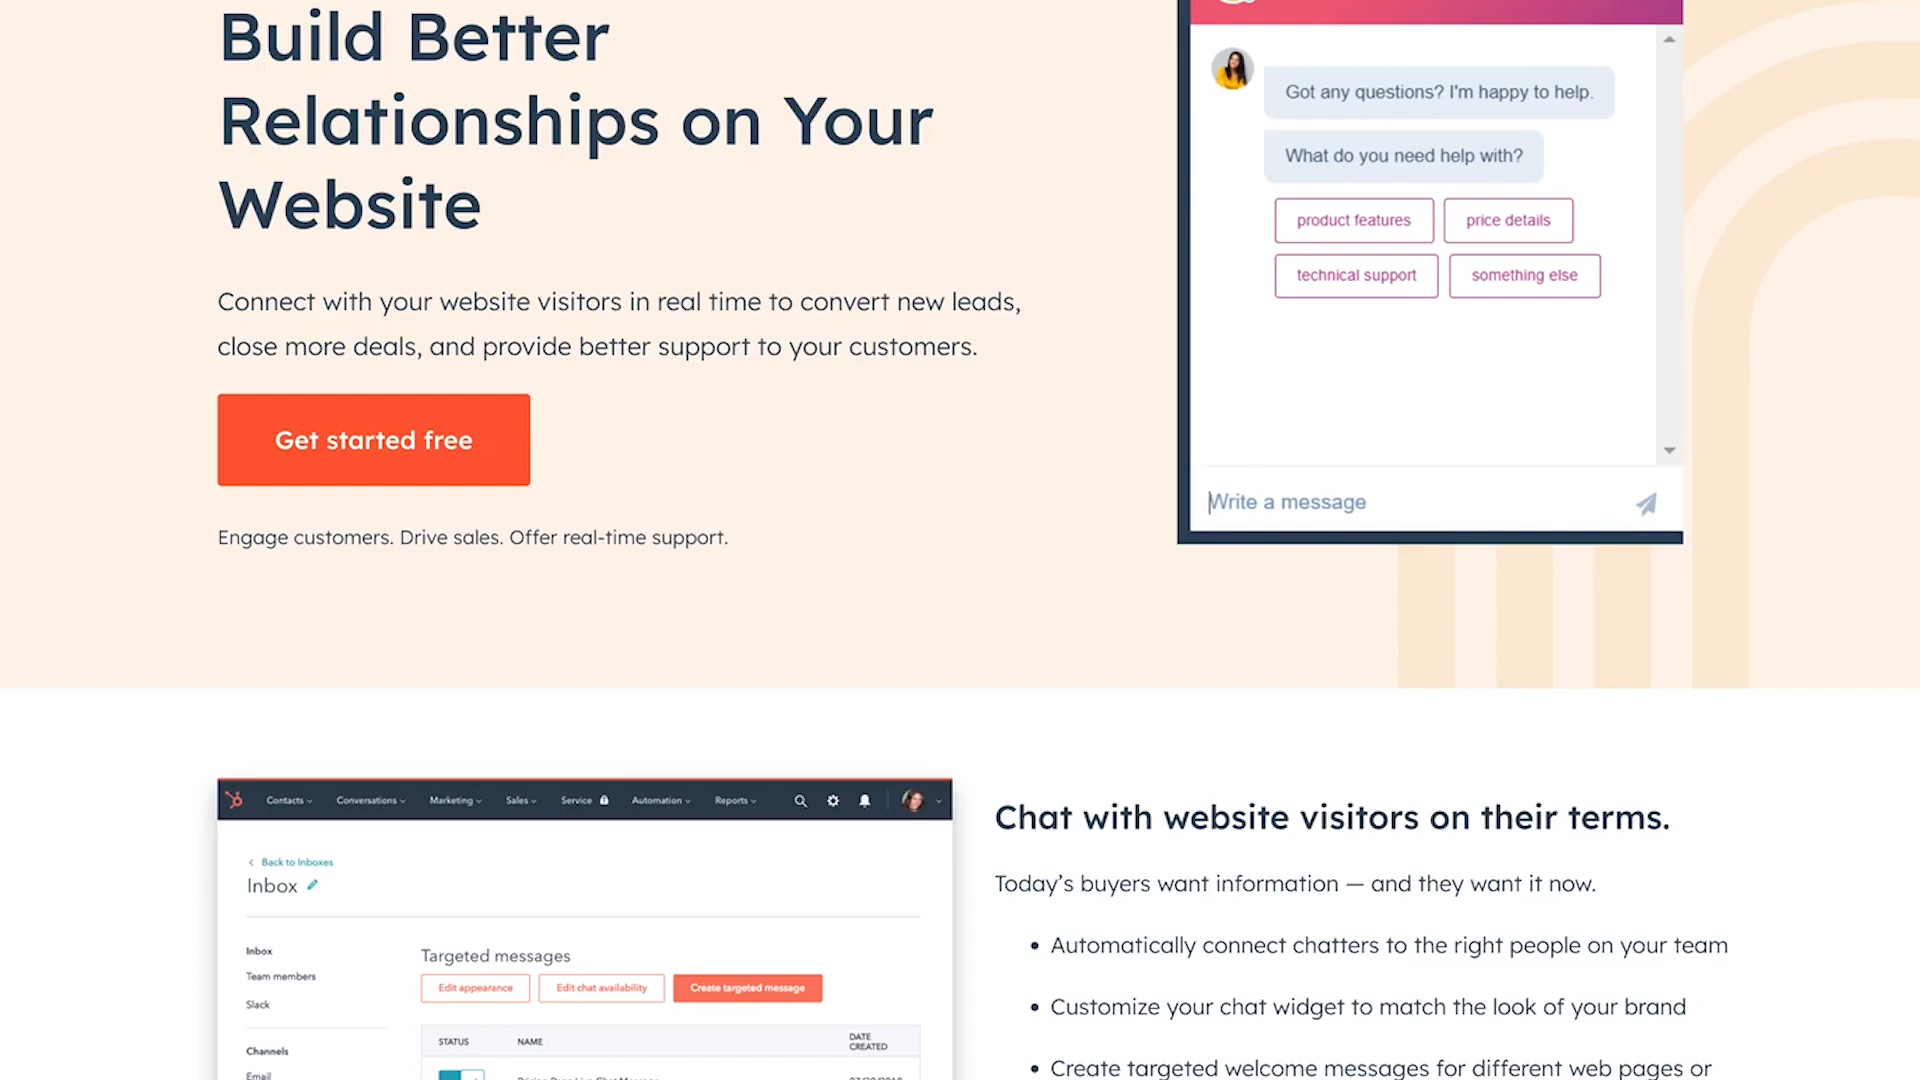 Build Better
Relationships on Your
Website
Connect with your website visitors in real time to convert new leads,
close more deals, and provide better support to your customers.
Get started free
Engage customers. Drive sales. Offer real-time support.
Got any questions? I'm happy to help.
What do you need help with?
product features
price details
technical support
something else
Write a message
Contacts
Conversations
Marketing
Sales
Service
Automation
Reports
Back to Inboxes
Inbox
Inbox
Team members
Slack
Channels
Email
Targeted messages
Edit appearance
Edit chat availability
Create targeted message
STATUS
NAME
DATE
CREATED
Chat with website visitors on their terms.
Today’s buyers want information — and they want it now.
• Automatically connect chatters to the right people on your team
• Customize your chat widget to match the look of your brand
• Create targeted welcome messages for different web pages or